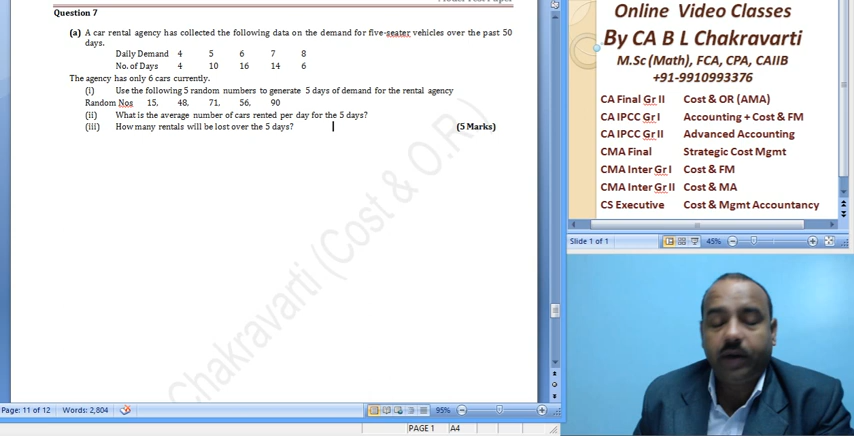 Question 7
(a) A car rental agency has collected the following data on the demand for five-seater vehicles over the past 50
days.
Daily Demand 4 5 6 7 8
No. of Days 4 10 16 14 6
The agency has only 6 cars currently.
(i) Use the following 5 random numbers to generate 5 days of demand for the rental agency
Random Nos 15, 48, 71, 56, 90
(ii) What is the average number of cars rented per day for the 5 days?
(iii) How many rentals will be lost over the 5 days? (5 Marks)
Chakravarti (Cost & O.R)
Page: 11 of 12 Words: 2,804 95%
PAGE 1 A4
Online Video Classes
By CA B L Chakravarti
M.Sc (Math), FCA, CPA, CAIIB
+91-9910993376
CA Final Gr II Cost & OR (AMA)
CA IPCC Gr I Accounting + Cost & FM
CA IPCC Gr II Advanced Accounting
CMA Final Strategic Cost Mgmt
CMA Inter Gr I Cost & FM
CMA Inter Gr II Cost & MA
CS Executive Cost & Mgmt Accountancy
Slide 1 of 1 45%